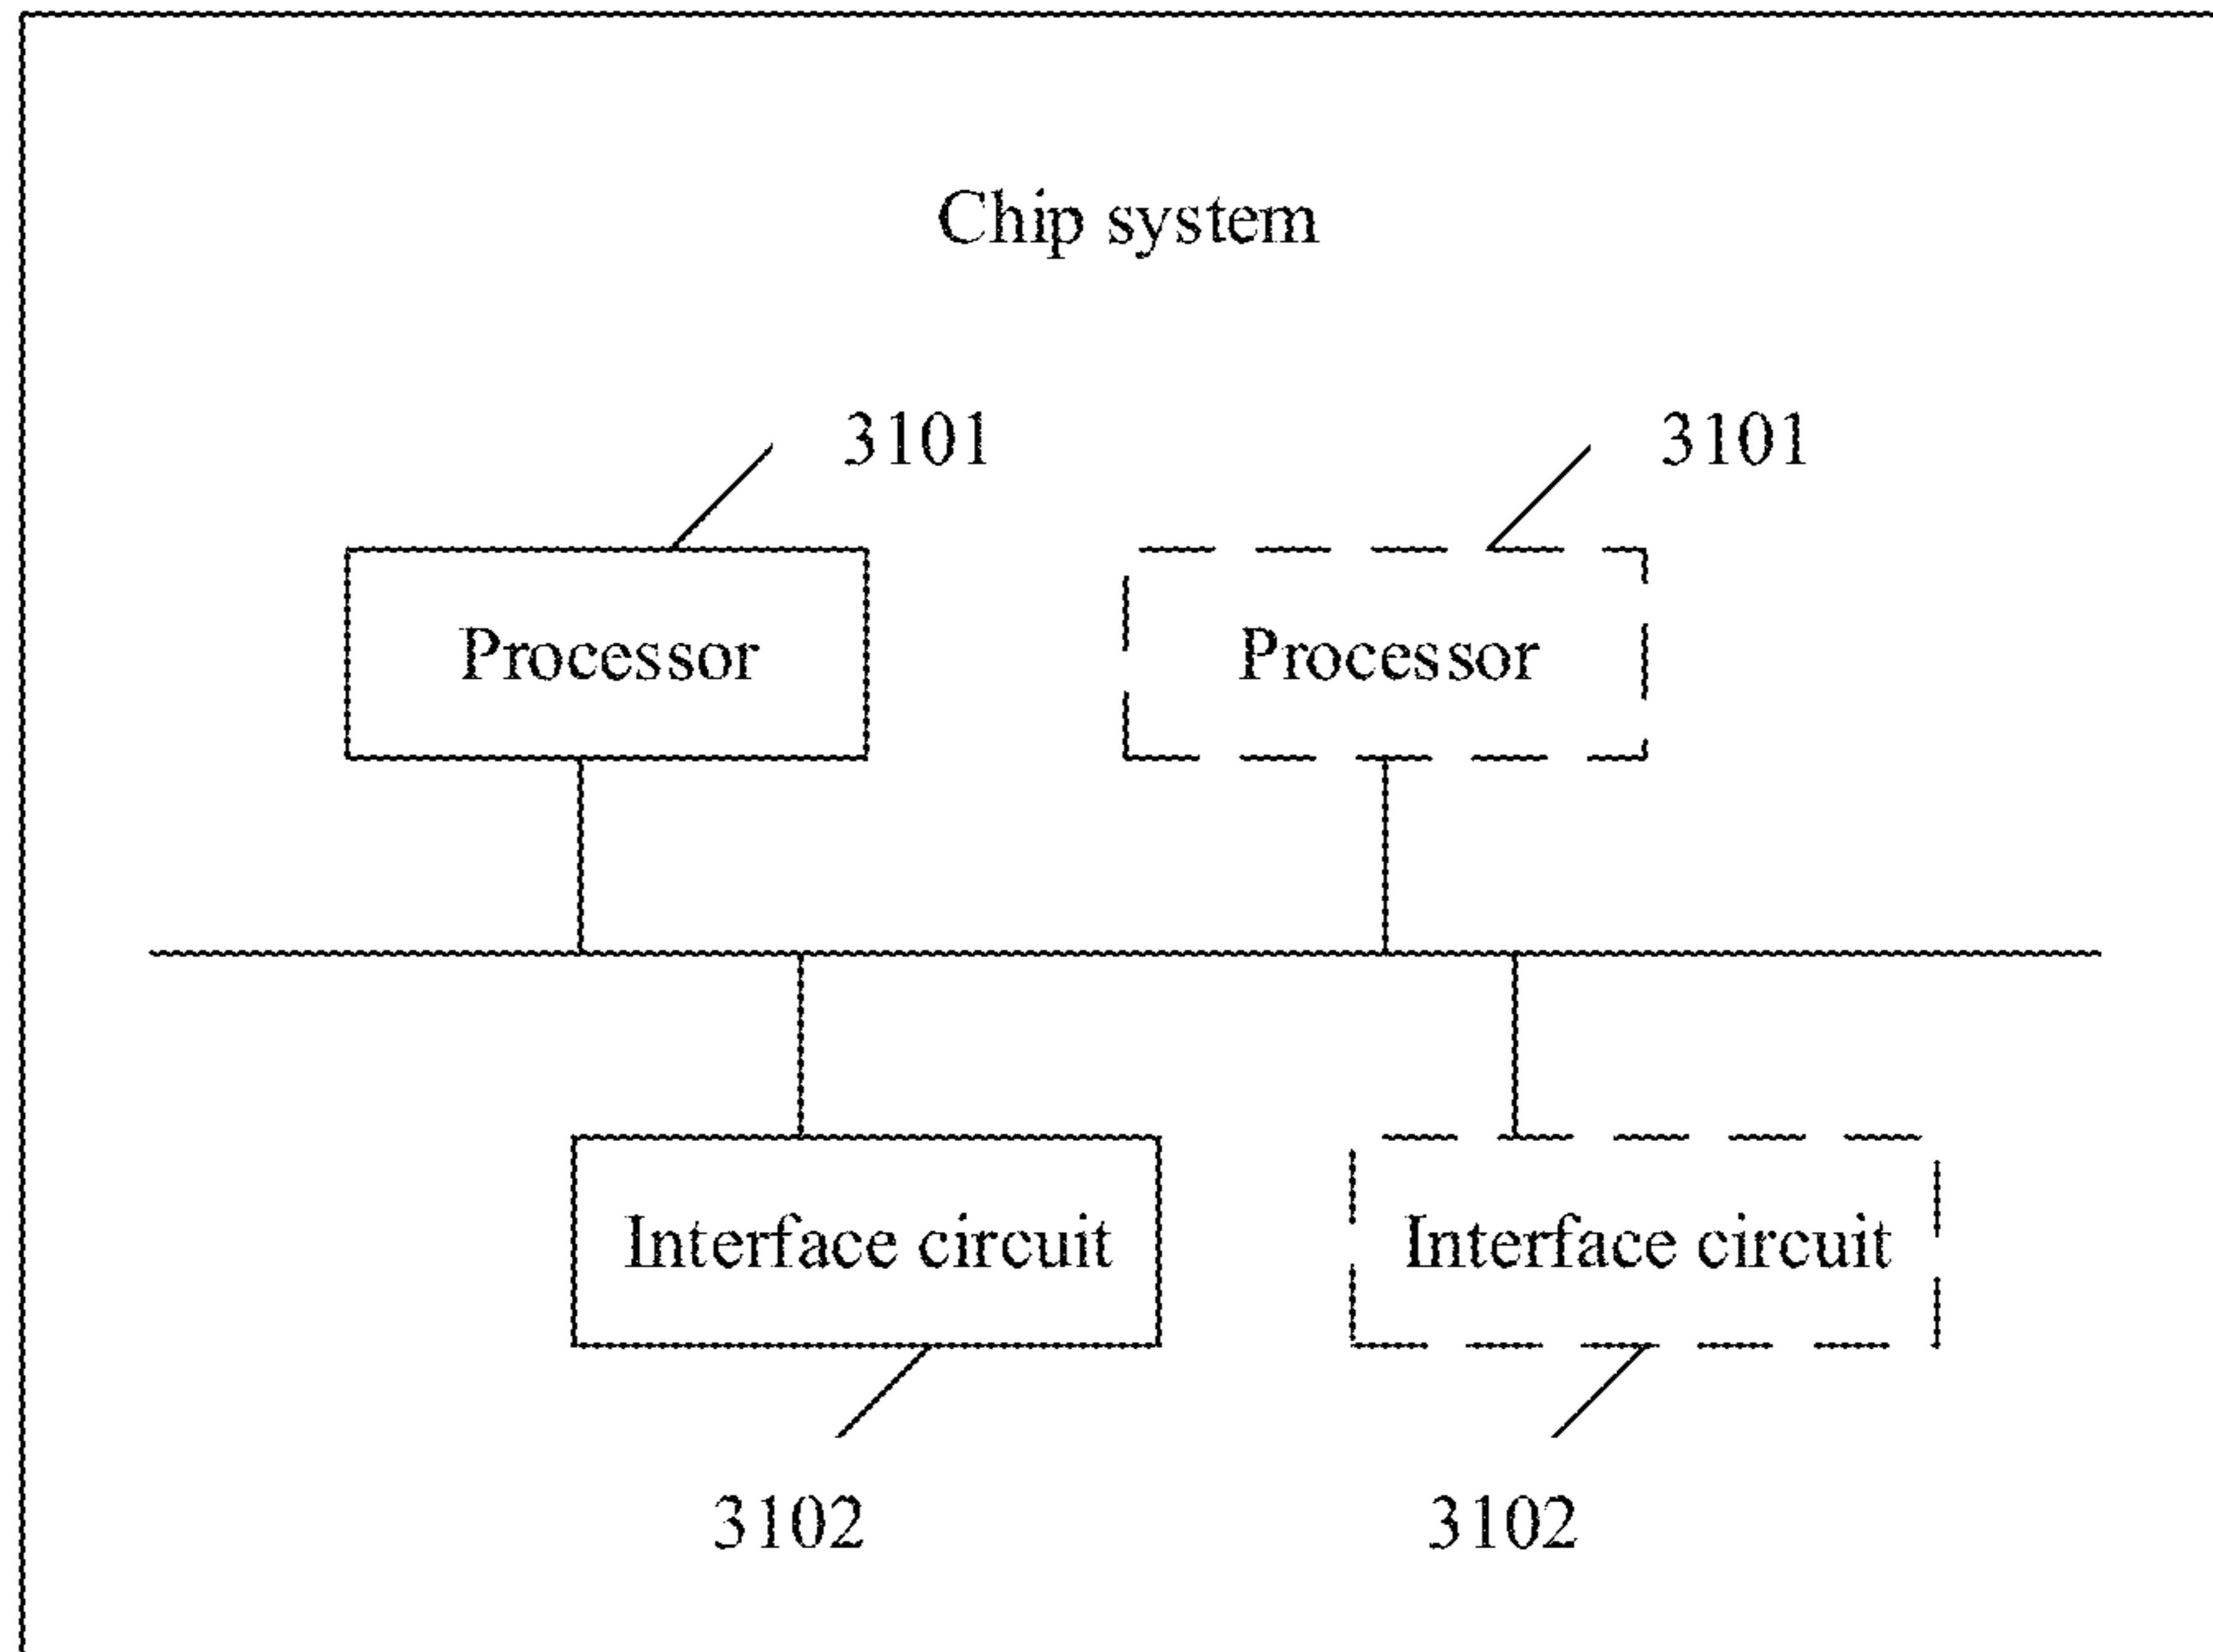 Chip system
3101 3101
Processor Processor
Interface circuit Interface circuit
3102 3102